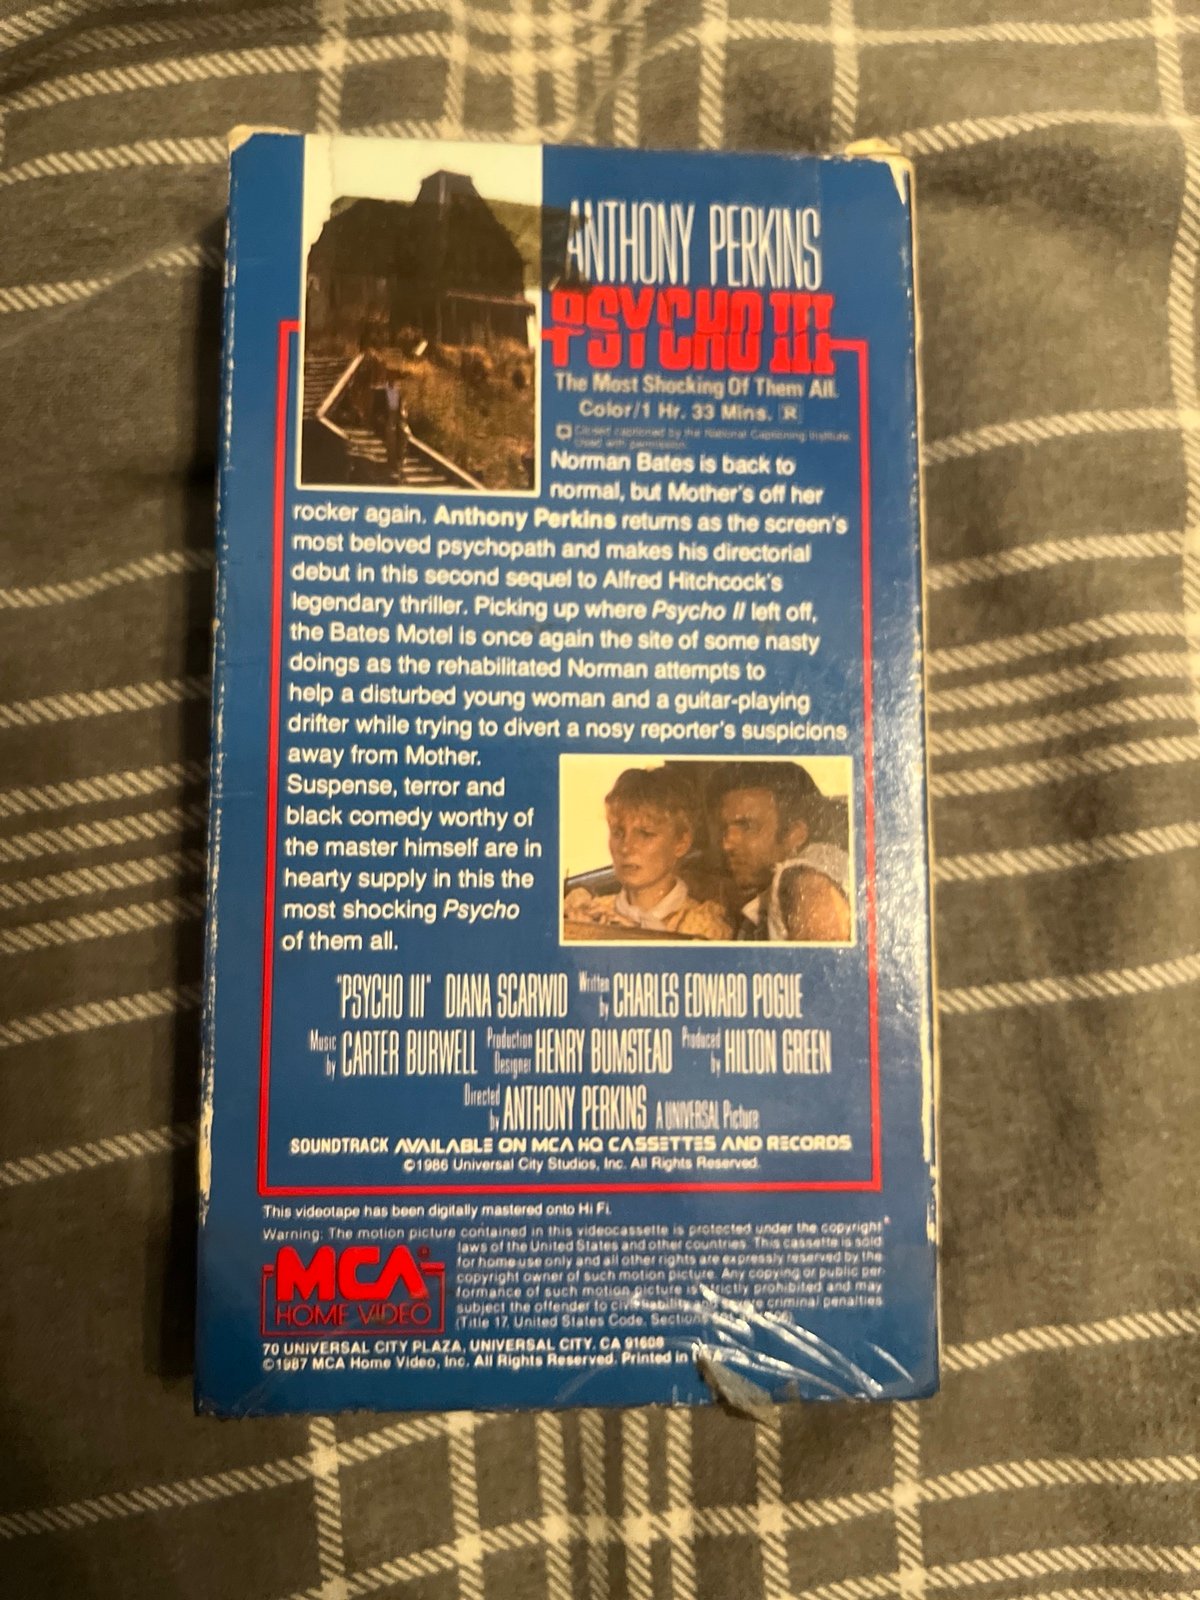 ANTHONY PERKINS
PSYCHO III
The Most Shocking Of Them All.
Color/1 Hr. 33 Mins. R
Closed captioned by the National Captioning Institute.
Used with permission.
Norman Bates is back to
normal, but Mother's off her
rocker again. Anthony Perkins returns as the screen's
most beloved psychopath and makes his directorial
debut in this second sequel to Alfred Hitchcock's
legendary thriller. Picking up where Psycho II left off,
the Bates Motel is once again the site of some nasty
doings as the rehabilitated Norman attempts to
help a disturbed young woman and a guitar-playing
drifter while trying to divert a nosy reporter's suspicions
away from Mother.
Suspense, terror and
black comedy worthy of
the master himself are in
hearty supply in this the
most shocking Psycho
of them all.
"PSYCHO III" DIANA SCARWID Written by CHARLES EDWARD POGUE
Music by CARTER BURWELL Production Designer HENRY BUMSTEAD Produced by HILTON GREEN
Directed by ANTHONY PERKINS A UNIVERSAL Picture
SOUNDTRACK AVAILABLE ON MCA HQ CASSETTES AND RECORDS
©1986 Universal City Studios, Inc. All Rights Reserved.
This videotape has been digitally mastered onto Hi Fi.
Warning: The motion picture contained in this videocassette is protected under the copyright
laws of the United States and other countries. This cassette is sold
for home use only and all other rights are expressly reserved by the
copyright owner of such motion picture. Any copying or public per-
formance of such motion picture is strictly prohibited and may
subject the offender to civil liability and severe criminal penalties
(Title 17, United States Code, Sections
MCA
HOME VIDEO
70 UNIVERSAL CITY PLAZA, UNIVERSAL CITY, CA 91608
©1987 MCA Home Video, Inc. All Rights Reserved. Printed in